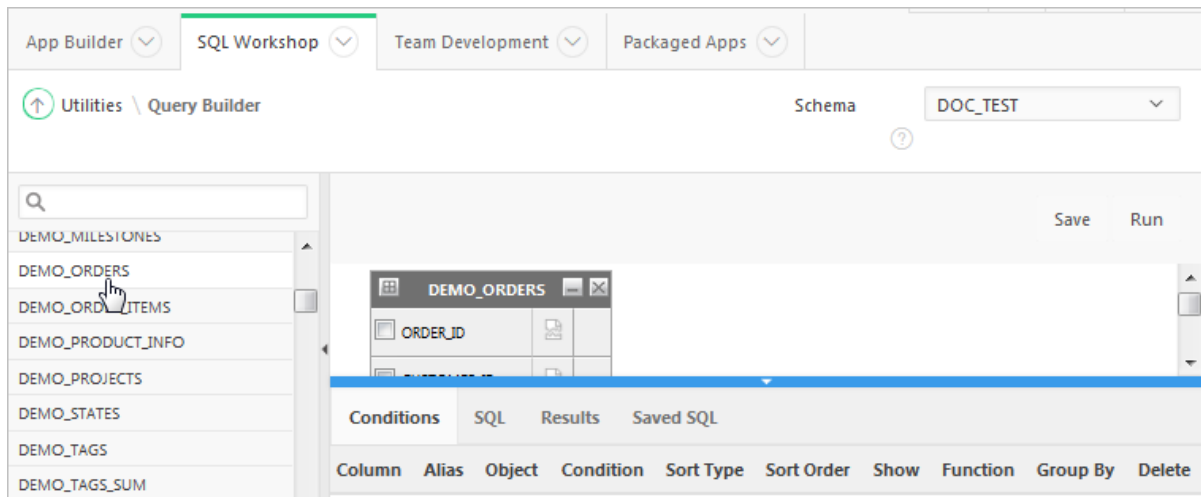 App Builder SQL Workshop Team Development Packaged Apps
Utilities \ Query Builder Schema DOC_TEST
?
DEMO_MILESTONES
DEMO_ORDERS
DEMO_ORDER_ITEMS
DEMO_PRODUCT_INFO
DEMO_PROJECTS
DEMO_STATES
DEMO_TAGS
DEMO_TAGS_SUM
Save Run
DEMO_ORDERS
ORDER_ID
CUSTOMER_ID
Conditions SQL Results Saved SQL
Column Alias Object Condition Sort Type Sort Order Show Function Group By Delete